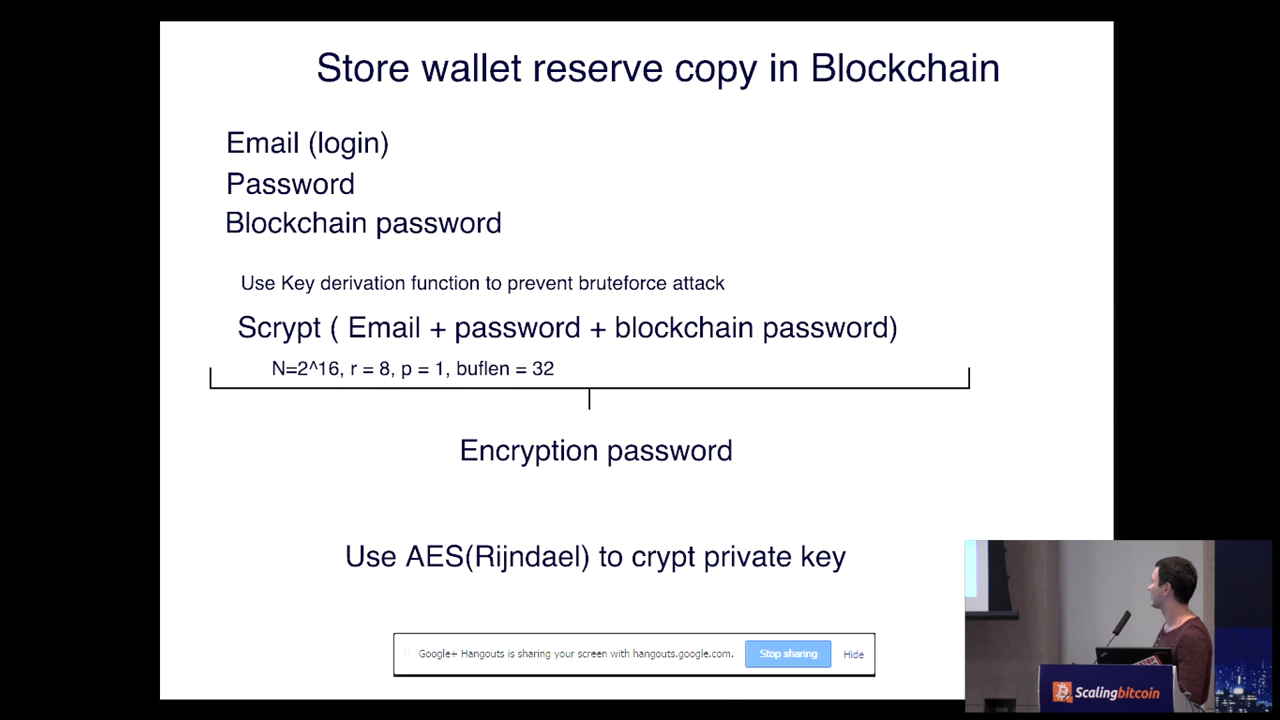 Store wallet reserve copy in Blockchain
Email (login)
Password
Blockchain password
Use Key derivation function to prevent bruteforce attack
Scrypt ( Email + password + blockchain password)
N=2^16, r = 8, p = 1, buflen = 32
Encryption password
Use AES(Rijndael) to crypt private key
Google+ Hangouts is sharing your screen with hangouts.google.com.
Stop sharing
Hide
Scalingbitcoin